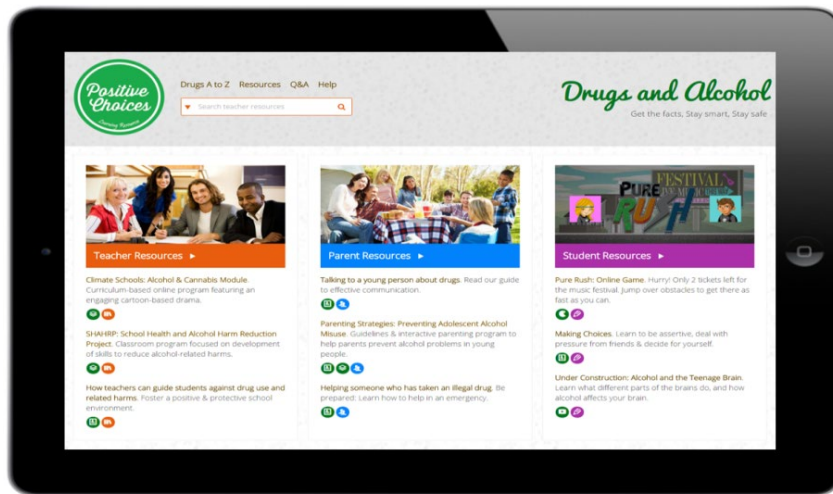 Positive
Choices
Drugs A to Z Resources Q&A Help
Search teacher resources
Drugs and Alcohol
Get the facts, Stay smart, Stay safe
Teacher Resources
Climate Schools: Alcohol & Cannabis Module.
Curriculum-based online program featuring an
engaging cartoon-based drama.
SHAHRP: School Health and Alcohol Harm Reduction
Project. Classroom program focused on development
of skills to reduce alcohol-related harms.
How teachers can guide students against drug use and
related harms. Foster a positive & protective school
environment.
Parent Resources
Talking to a young person about drugs. Read our guide
to effective communication.
Parenting Strategies: Preventing Adolescent Alcohol
Misuse. Guidelines & interactive parenting program to
help parents prevent alcohol problems in young
people.
Helping someone who has taken an illegal drug. Be
prepared: Learn how to help in an emergency.
FESTIVAL
PURE
RUSH
Student Resources
Pure Rush: Online Game. Hurry! Only 2 tickets left for
the music festival. Jump over obstacles to get there as
fast as you can.
Making Choices. Learn to be assertive, deal with
pressure from friends & decide for yourself.
Under Construction: Alcohol and the Teenage Brain.
Learn what different parts of the brains do, and how
alcohol affects your brain.